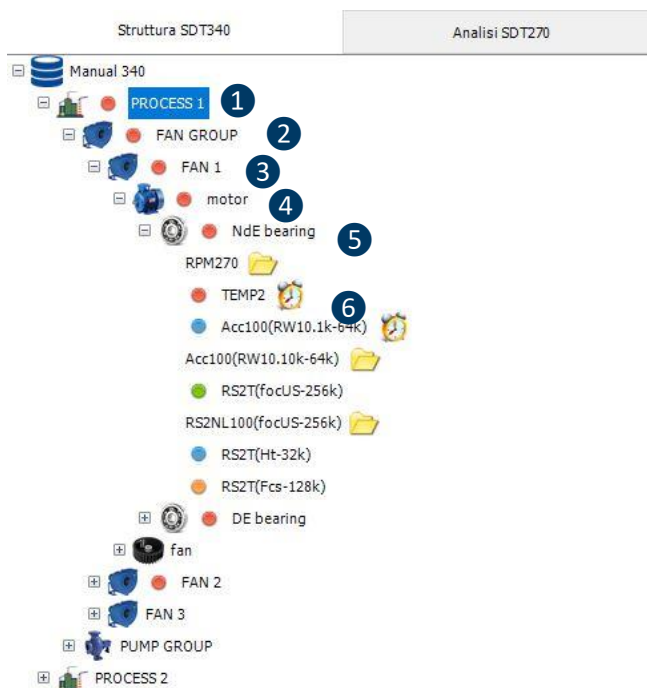 Struttura SDT340 Analisi SDT270
Manual 340
PROCESS 1 1
FAN GROUP 2
FAN 1 3
motor 4
NdE bearing 5
RPM270
TEMP2 6
Acc100(RW10.1k-64k)
Acc100(RW10.10k-64k)
RS2T(focUS-256k)
RS2NL100(focUS-256k)
RS2T(Ht-32k)
RS2T(Fcs-128k)
DE bearing
fan
FAN 2
FAN 3
PUMP GROUP
PROCESS 2